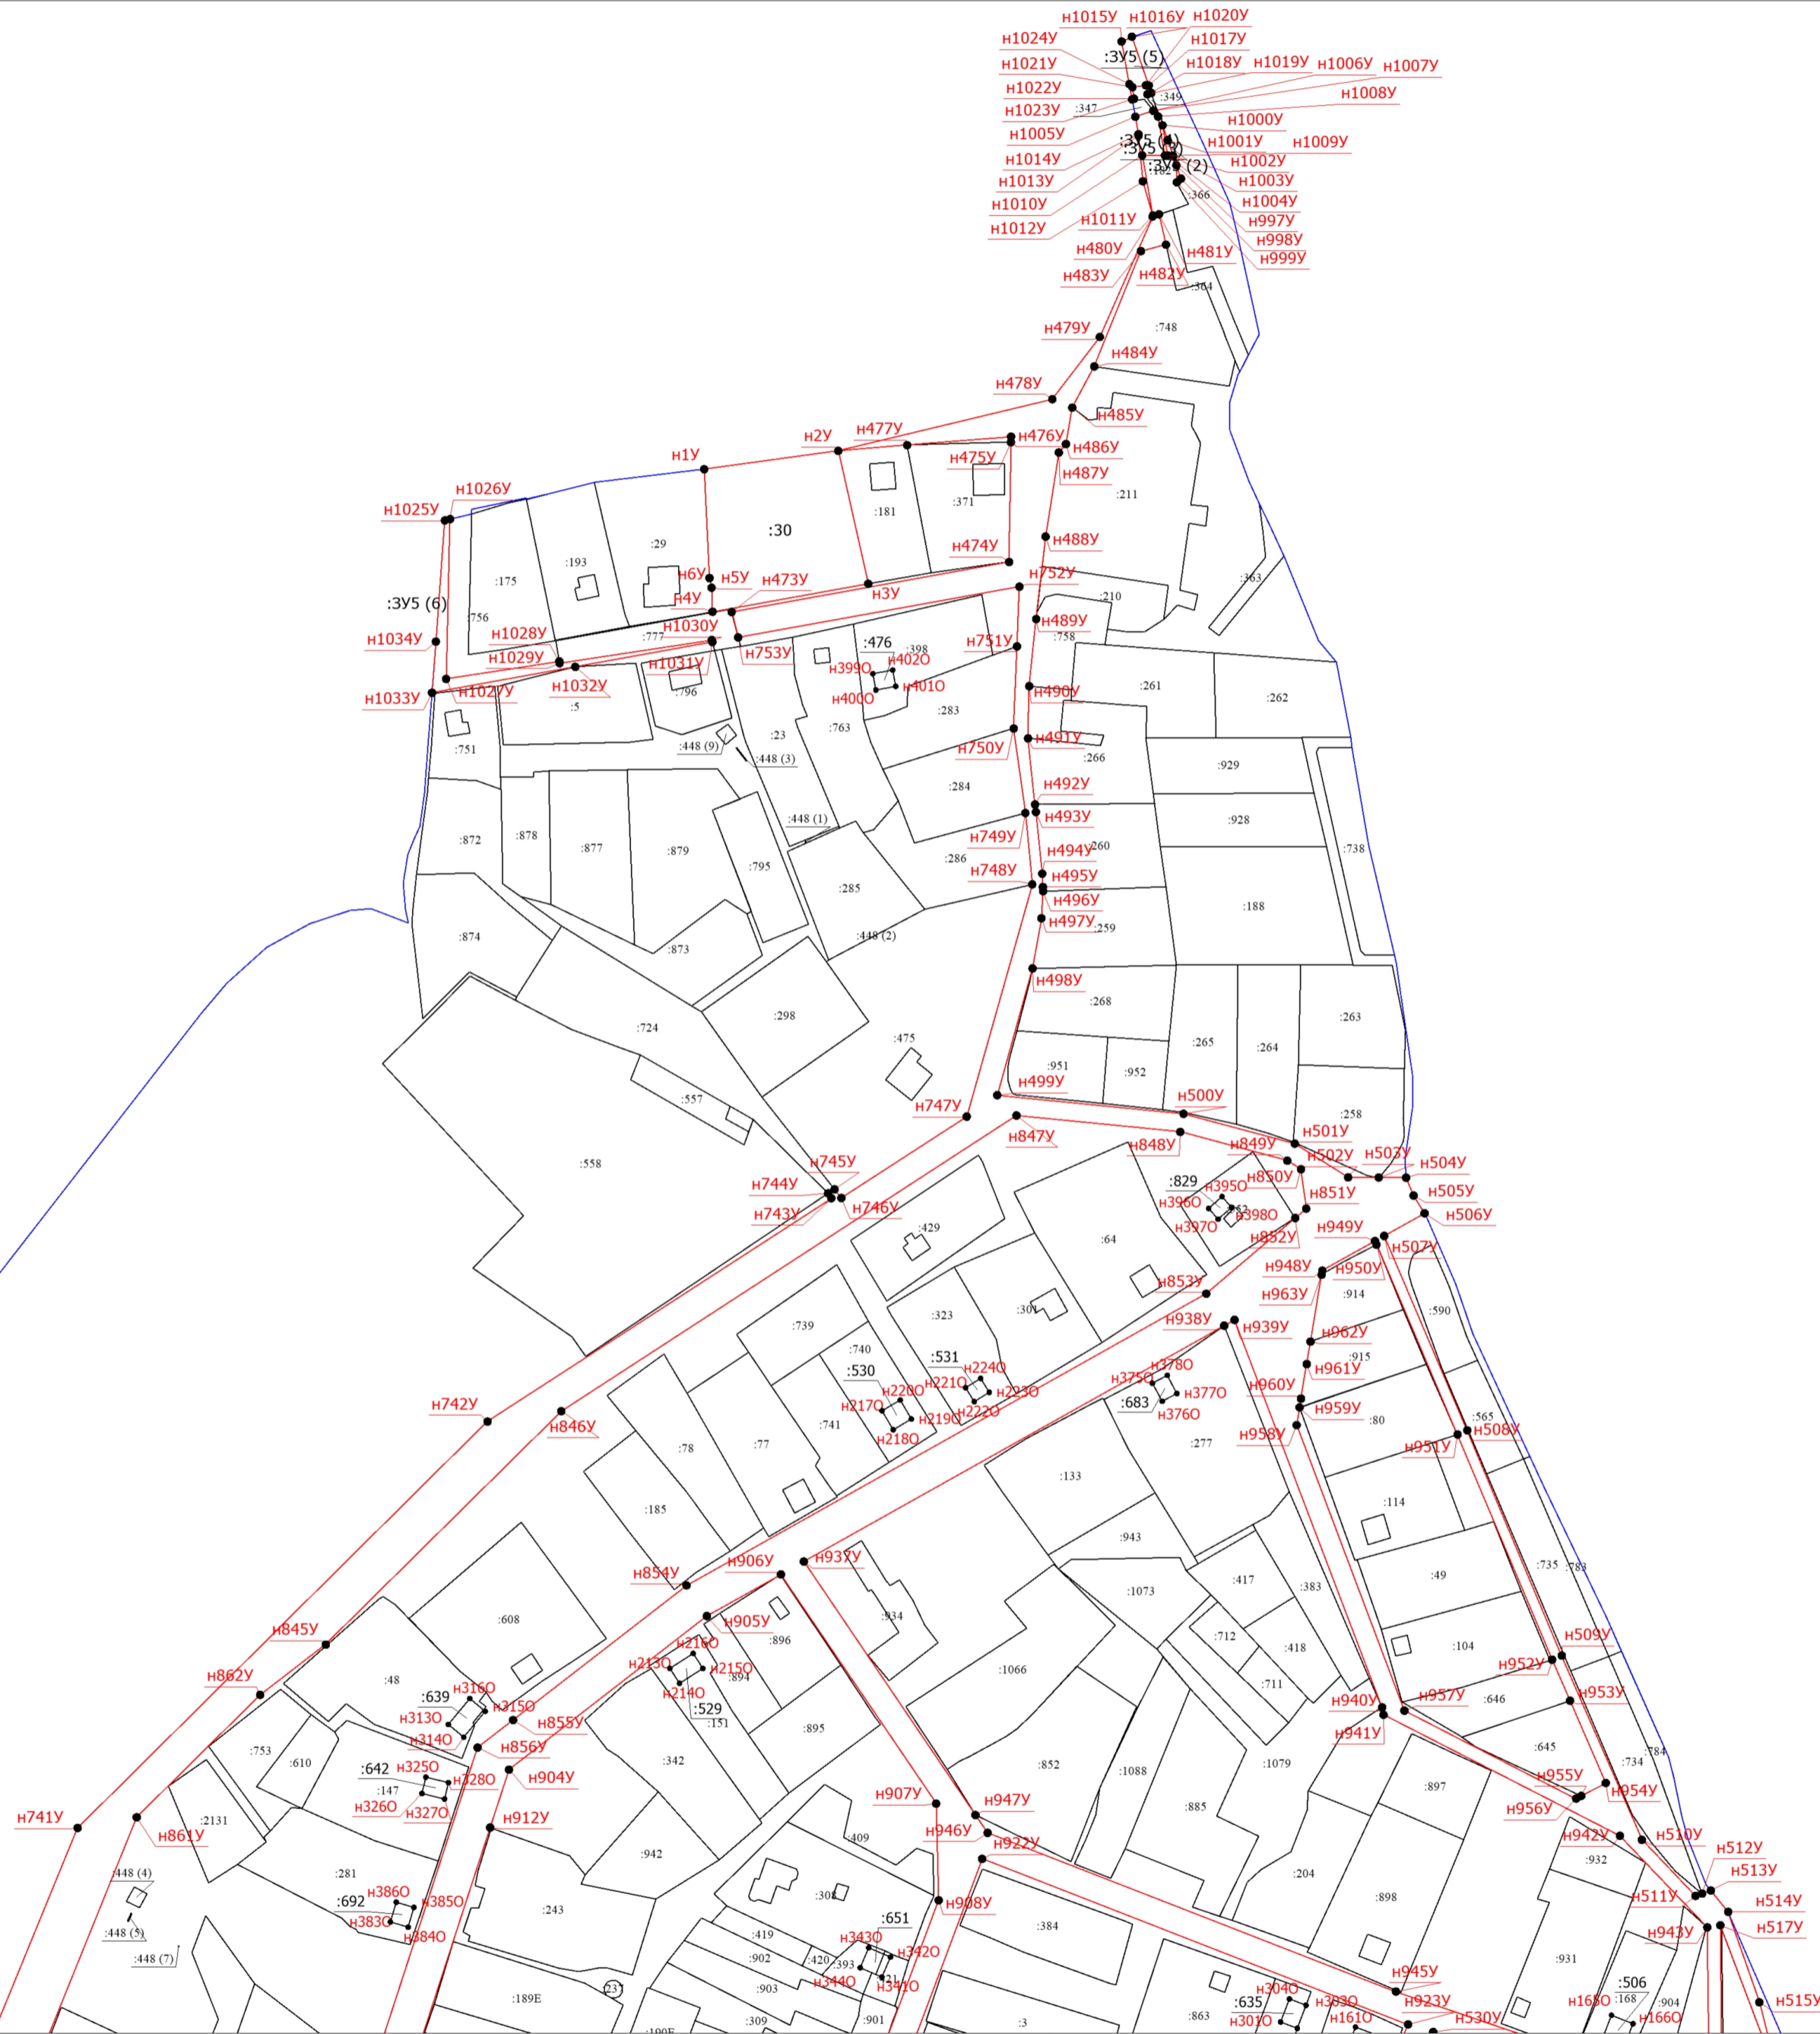 н1015У
н1016У
н1020У
н1024У
н1017У
:ЗУ5 (5)
н1021У
н1018У
н1019У
н1006У
н1007У
н1022У
:349
н1008У
н1023У
:347
н1000У
н1005У
н1001У
н1009У
н1014У
н1002У
:ЗУ5 (2)
н1013У
н1003У
:366
н1010У
н1004У
н1011У
н997У
н1012У
н998У
н480У
н481У
н999У
н483У
н482У
:364
н479У
:748
н484У
н478У
н485У
н2У
н477У
н476У
н1У
н475У
н486У
н487У
н1026У
н1025У
:211
:371
:181
:30
н488У
:29
н474У
:193
н6У
н5У
н473У
н752У
:175
:363
н3У
:210
:ЗУ5 (6)
н4У
:756
н489У
н1034У
н1028У
:777
н1030У
:758
:476
:398
н751У
н1029У
н753У
н1031У
н399О
н402О
н401О
н400О
н490У
:261
:262
н1033У
н1027У
н1032У
:796
:5
:283
:23
:763
н491У
:751
:448 (9)
н750У
:448 (3)
:266
:929
:284
н492У
:448 (1)
н493У
:928
:872
:878
:877
:879
н749У
н494У
:260
:738
:795
:286
н748У
н495У
:285
н496У
:188
н497У
:259
:874
:448 (2)
:873
н498У
:268
:298
:263
:724
:475
:265
:264
:951
:952
н499У
:557
н500У
н747У
:258
н847У
н501У
н848У
н849У
н502У
н503У
:558
н745У
н504У
н744У
:829
н850У
н395О
н851У
н505У
н743У
н746У
н396О
н398О
н506У
:429
н397О
н852У
н949У
:64
н507У
н948У
н950У
н853У
н963У
:914
:323
:301
:590
:739
н938У
н939У
н962У
:740
:915
:530
:531
н961У
н224О
н378О
н221О
н375О
н742У
н220О
н223О
н377О
н960У
н217О
н222О
:683
н376О
н959У
н219О
:80
:565
н846У
н218О
:741
н958У
н508У
:78
:77
:277
н951У
:133
:185
:114
:943
н906У
н937У
:735
:783
н854У
:49
:417
:383
:1073
:608
н905У
:934
н845У
:712
н509У
:896
н216О
:418
:104
н213О
н215О
н952У
:1066
н862У
:48
:894
:711
н316О
н214О
:639
:646
н953У
н940У
н957У
н313О
н315О
:529
н855У
:151
:895
н941У
н314О
:753
:645
:784
н856У
:610
:342
:734
:852
:642
н325О
:1079
:1088
н904У
н955У
н328О
:147
:897
н954У
н907У
н326О
н327О
н956У
н947У
:885
н741У
н912У
:2131
н861У
:409
н946У
н942У
н510У
н922У
н512У
:942
:932
:448 (4)
:281
:204
н513У
н386О
:308
:898
н511У
:692
н385О
н908У
н514У
н383О
:243
:651
н943У
н517У
:448 (5)
:384
н384О
:419
н343О
н342О
:448 (7)
:902
:420
:393
:931
н344О
н341О
н945У
:506
:237
:903
н304О
н923У
н515У
:189Е
:635
н303О
:168
н165О
:904
:863
н301О
н161О
н166О
:309
:901
:3
н530У